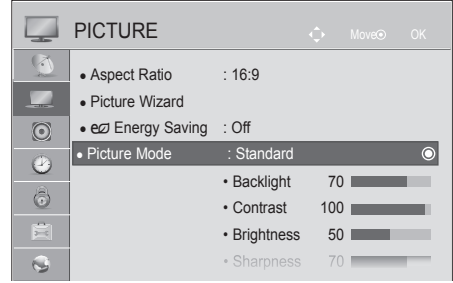 PICTURE Move OK
• Aspect Ratio : 16:9
• Picture Wizard
• Energy Saving : Off
• Picture Mode : Standard
• Backlight 70
• Contrast 100
• Brightness 50
• Sharpness 70